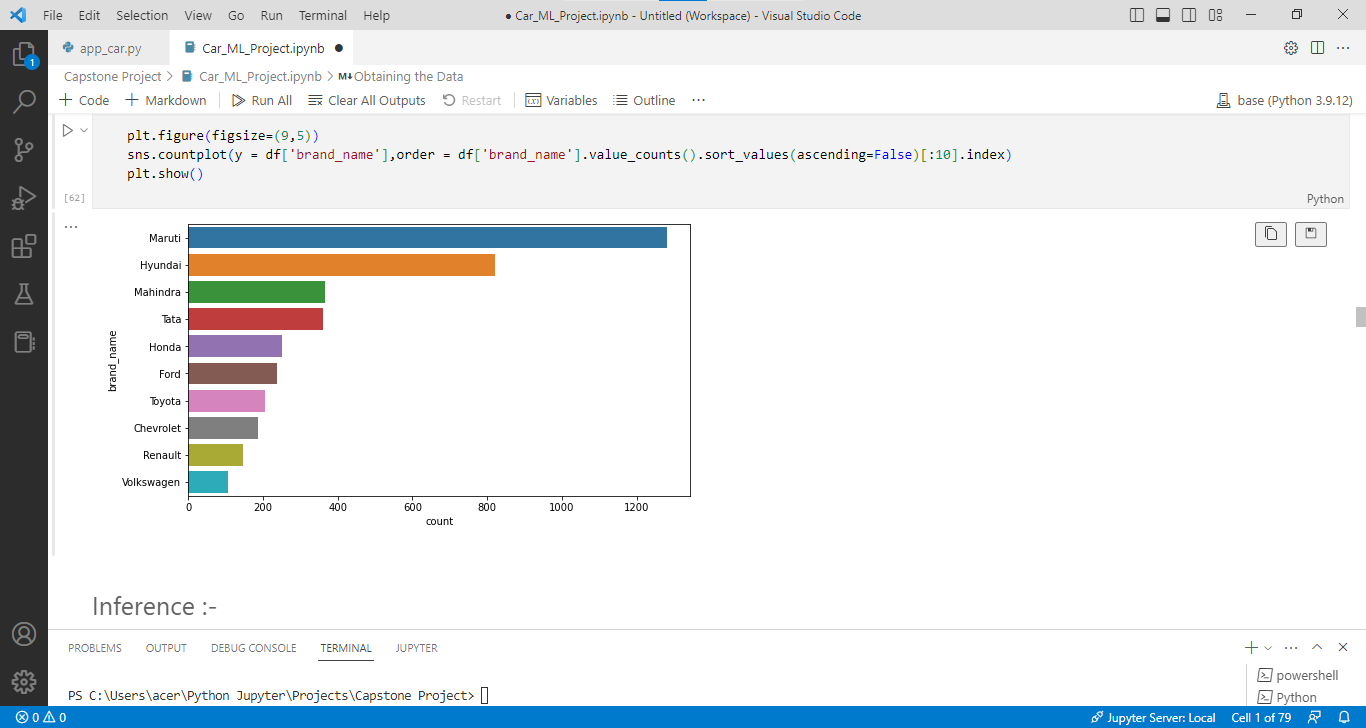 File Edit Selection View Go Run Terminal Help ● Car_ML_Project.ipynb - Untitled (Workspace) - Visual Studio Code
1
app_car.py Car_ML_Project.ipynb ●
Capstone Project > Car_ML_Project.ipynb > M↓Obtaining the Data
+ Code + Markdown Run All Clear All Outputs Restart Variables Outline ... base (Python 3.9.12)
plt.figure(figsize=(9,5))
sns.countplot(y = df['brand_name'],order = df['brand_name'].value_counts().sort_values(ascending=False)[:10].index)
plt.show()
[62] Python
...
Maruti
Hyundai
Mahindra
Tata
Honda
Ford
Toyota
Chevrolet
Renault
Volkswagen
brand_name
0 200 400 600 800 1000 1200
count
Inference :-
PROBLEMS OUTPUT DEBUG CONSOLE TERMINAL JUPYTER
PS C:\Users\acer\Python Jupyter\Projects\Capstone Project>
powershell
Python
0 0 Jupyter Server: Local Cell 1 of 79